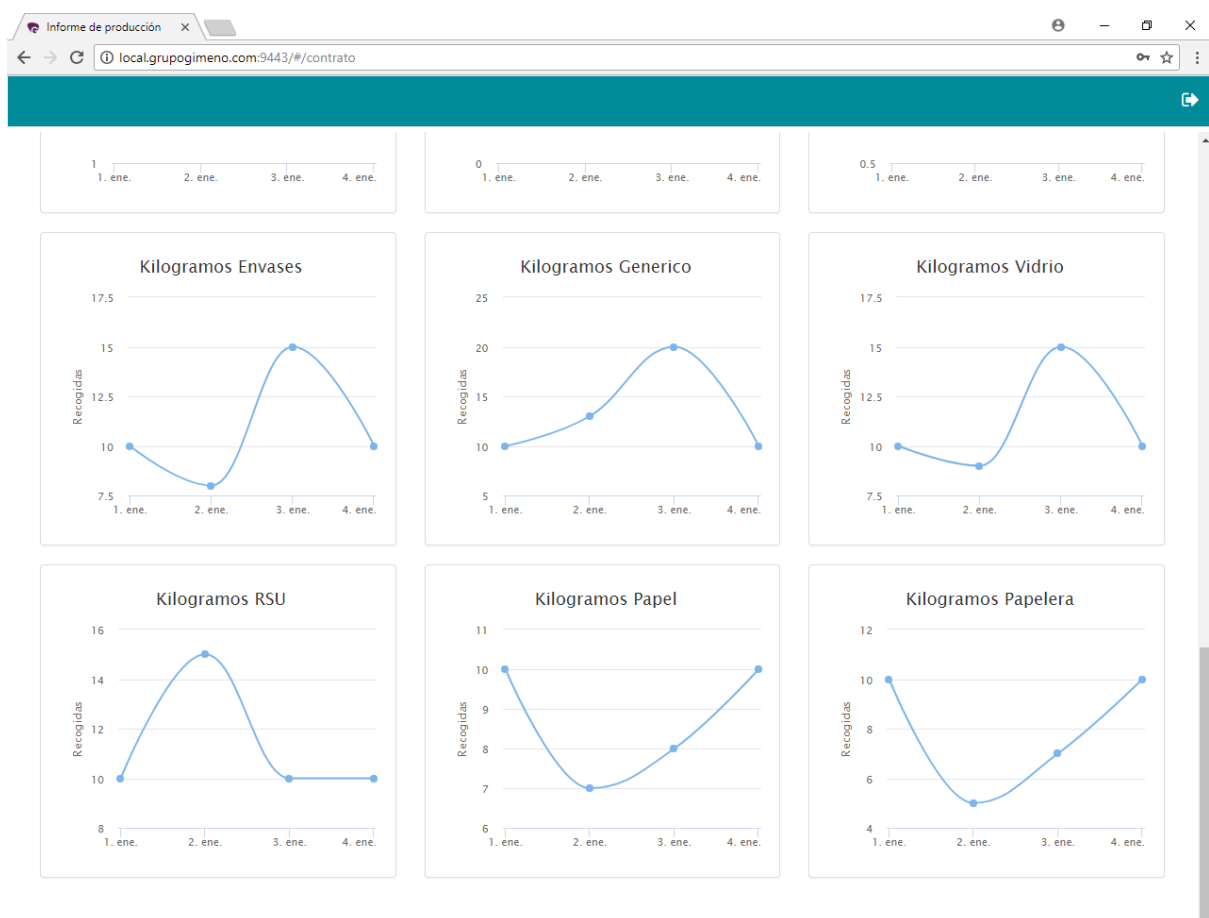 Informe de producción
local.grupogimeno.com:9443/#/contrato
1
1. ene. 2. ene. 3. ene. 4. ene.
0
1. ene. 2. ene. 3. ene. 4. ene.
0.5
1. ene. 2. ene. 3. ene. 4. ene.
Kilogramos Envases
Recogidas
17.5
15
12.5
10
7.5
1. ene. 2. ene. 3. ene. 4. ene.
Kilogramos Generico
Recogidas
25
20
15
10
5
1. ene. 2. ene. 3. ene. 4. ene.
Kilogramos Vidrio
Recogidas
17.5
15
12.5
10
7.5
1. ene. 2. ene. 3. ene. 4. ene.
Kilogramos RSU
Recogidas
16
14
12
10
8
1. ene. 2. ene. 3. ene. 4. ene.
Kilogramos Papel
Recogidas
11
10
9
8
7
6
1. ene. 2. ene. 3. ene. 4. ene.
Kilogramos Papelera
Recogidas
12
10
8
6
4
1. ene. 2. ene. 3. ene. 4. ene.